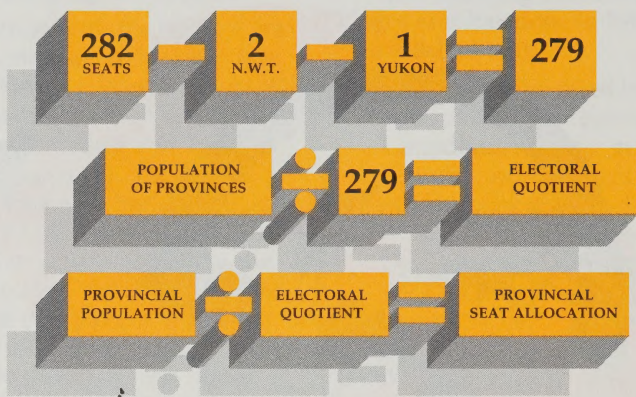 282 − 2 − 1 = 279
SEATS N.W.T. YUKON
POPULATION OF PROVINCES ÷ 279 = ELECTORAL QUOTIENT
PROVINCIAL POPULATION ÷ ELECTORAL QUOTIENT = PROVINCIAL SEAT ALLOCATION